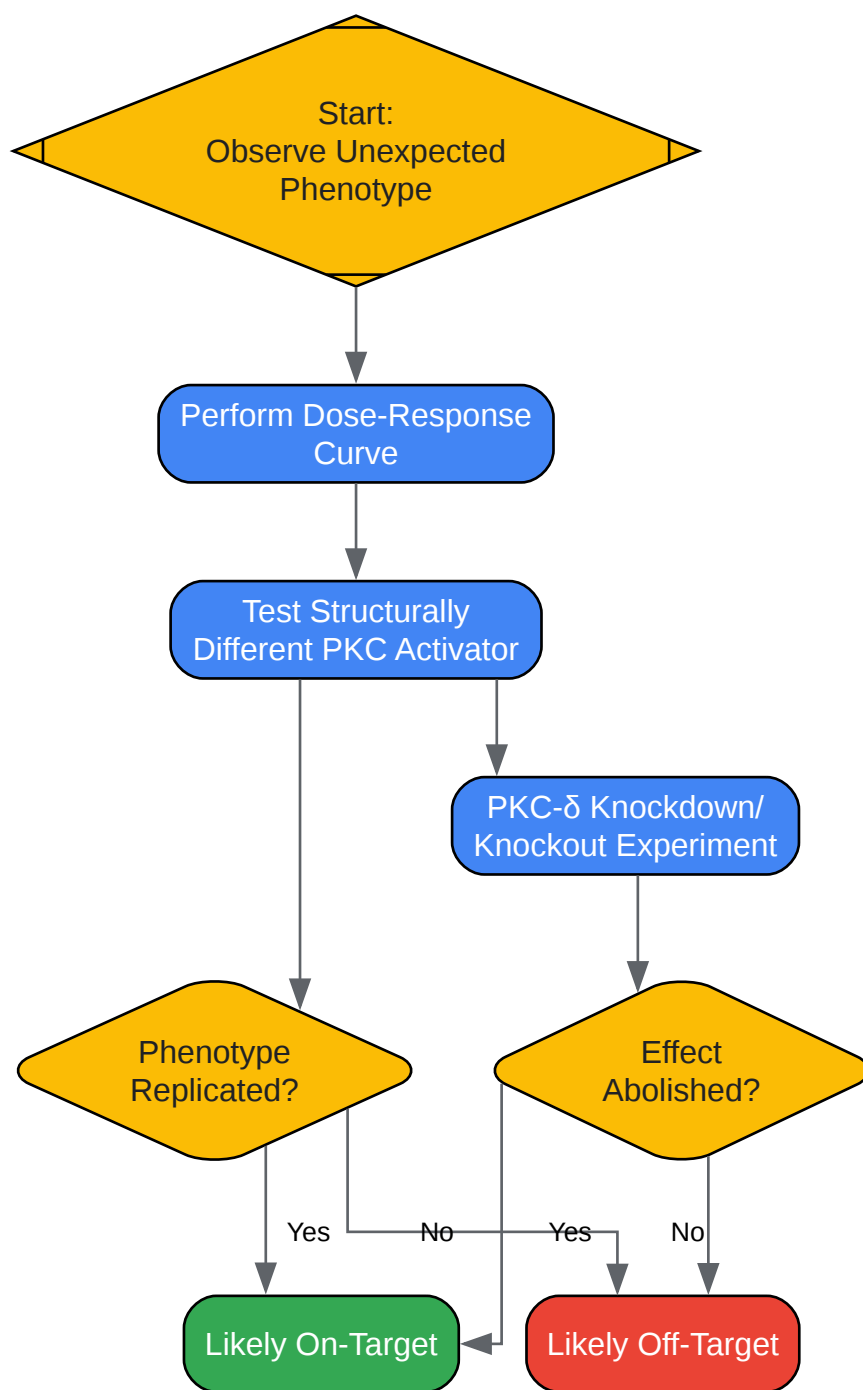 Start:
Observe Unexpected
Phenotype
Perform Dose-Response
Curve
Test Structurally
Different PKC Activator
PKC-δ Knockdown/
Knockout Experiment
Phenotype
Replicated?
Effect
Abolished?
Yes
No
Yes
No
Likely On-Target
Likely Off-Target